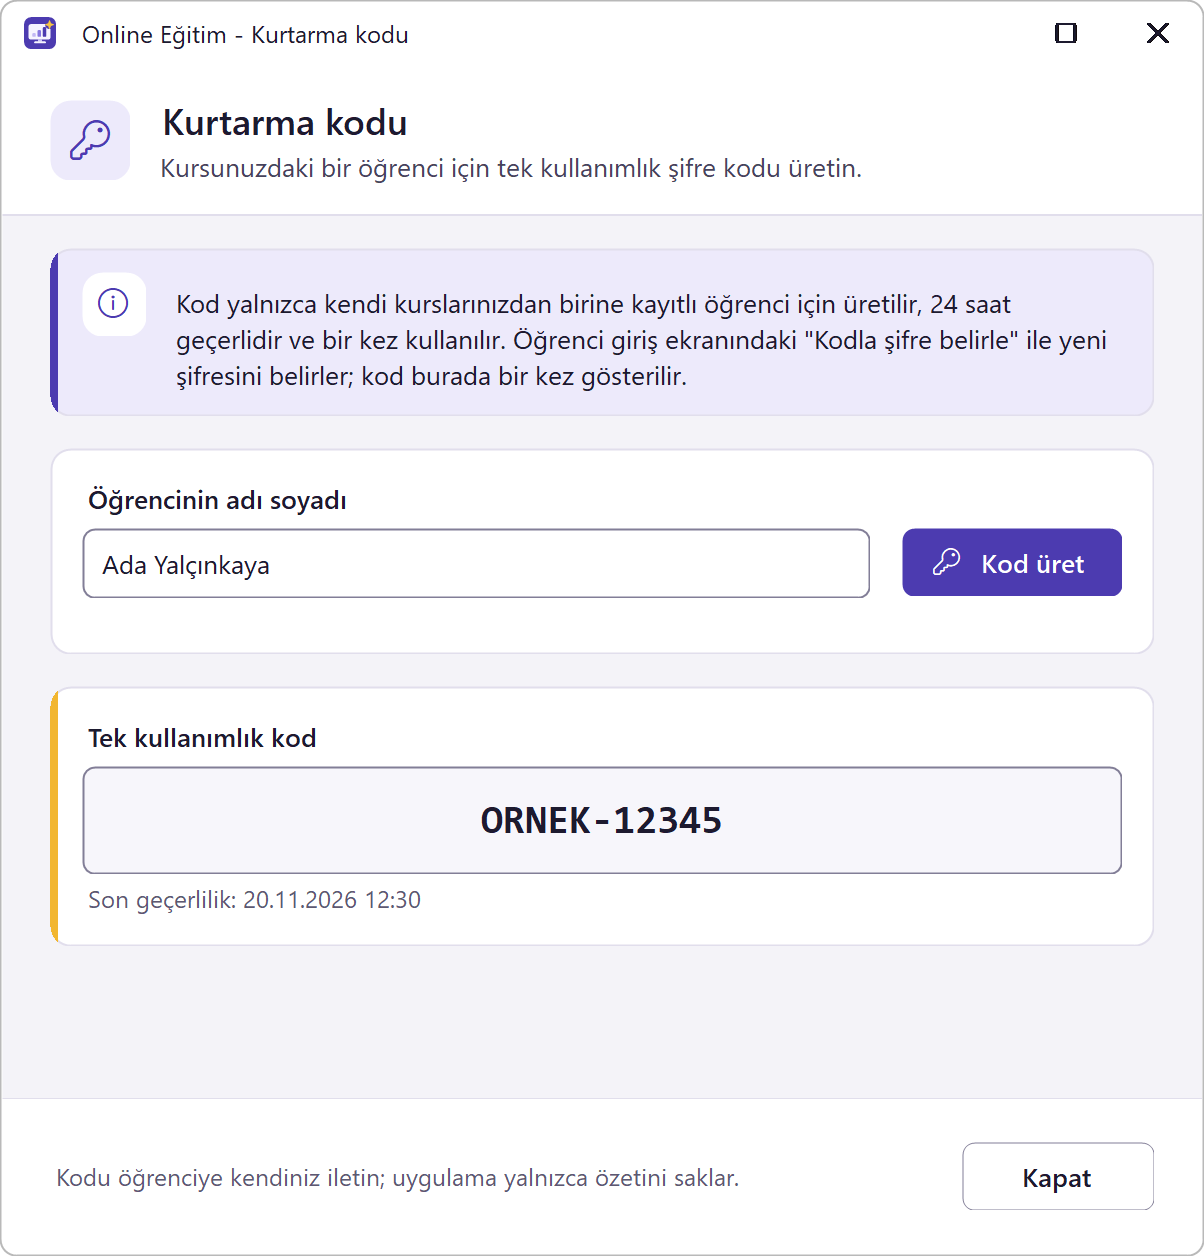 Online Eğitim - Kurtarma kodu
Kurtarma kodu
Kursunuzdaki bir öğrenci için tek kullanımlık şifre kodu üretin.
Kod yalnızca kendi kurslarınızdan birine kayıtlı öğrenci için üretilir, 24 saat
geçerlidir ve bir kez kullanılır. Öğrenci giriş ekranındaki "Kodla şifre belirle" ile yeni
şifresini belirler; kod burada bir kez gösterilir.
Öğrencinin adı soyadı
Ada Yalçınkaya
Kod üret
Tek kullanımlık kod
ORNEK-12345
Son geçerlilik: 20.11.2026 12:30
Kodu öğrenciye kendiniz iletin; uygulama yalnızca özetini saklar.
Kapat